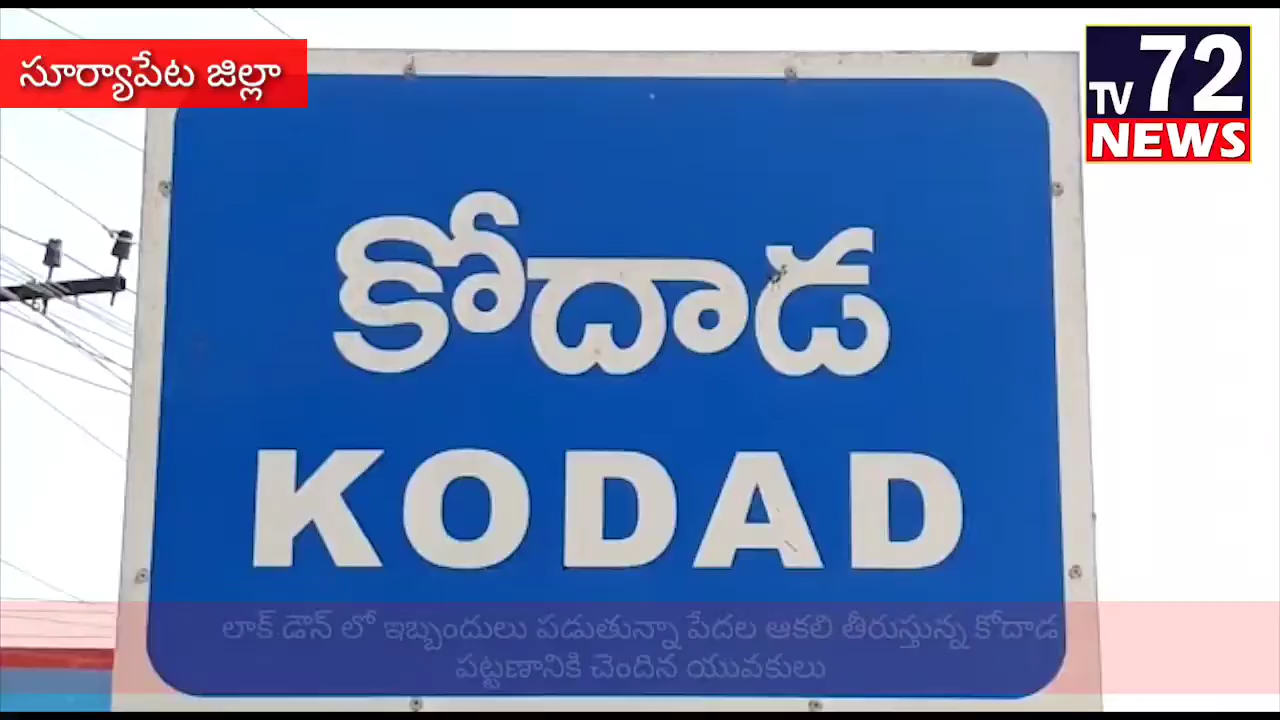 సూర్యాపేట జిల్లా
TV 72
NEWS
కోదాడ
KODAD
లాక్ డౌన్ లో ఇబ్బందులు పడుతున్నా పేదల ఆకలి తీరుస్తున్న కోదాడ
పట్టణానికి చెందిన యువకులు